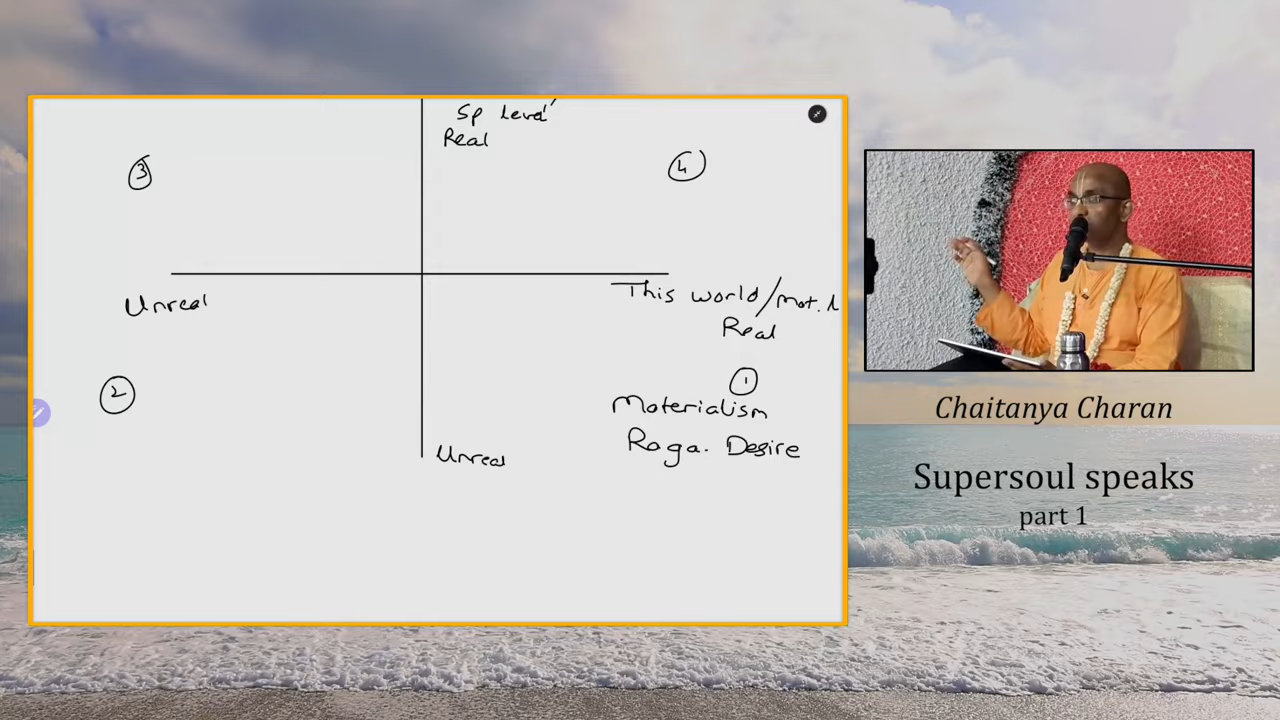 Sp level
Real
3
4
Unreal
This world/mat. l
Real
1
2
Materialism
Raga. Desire
Unreal
Chaitanya Charan
Supersoul speaks
part 1